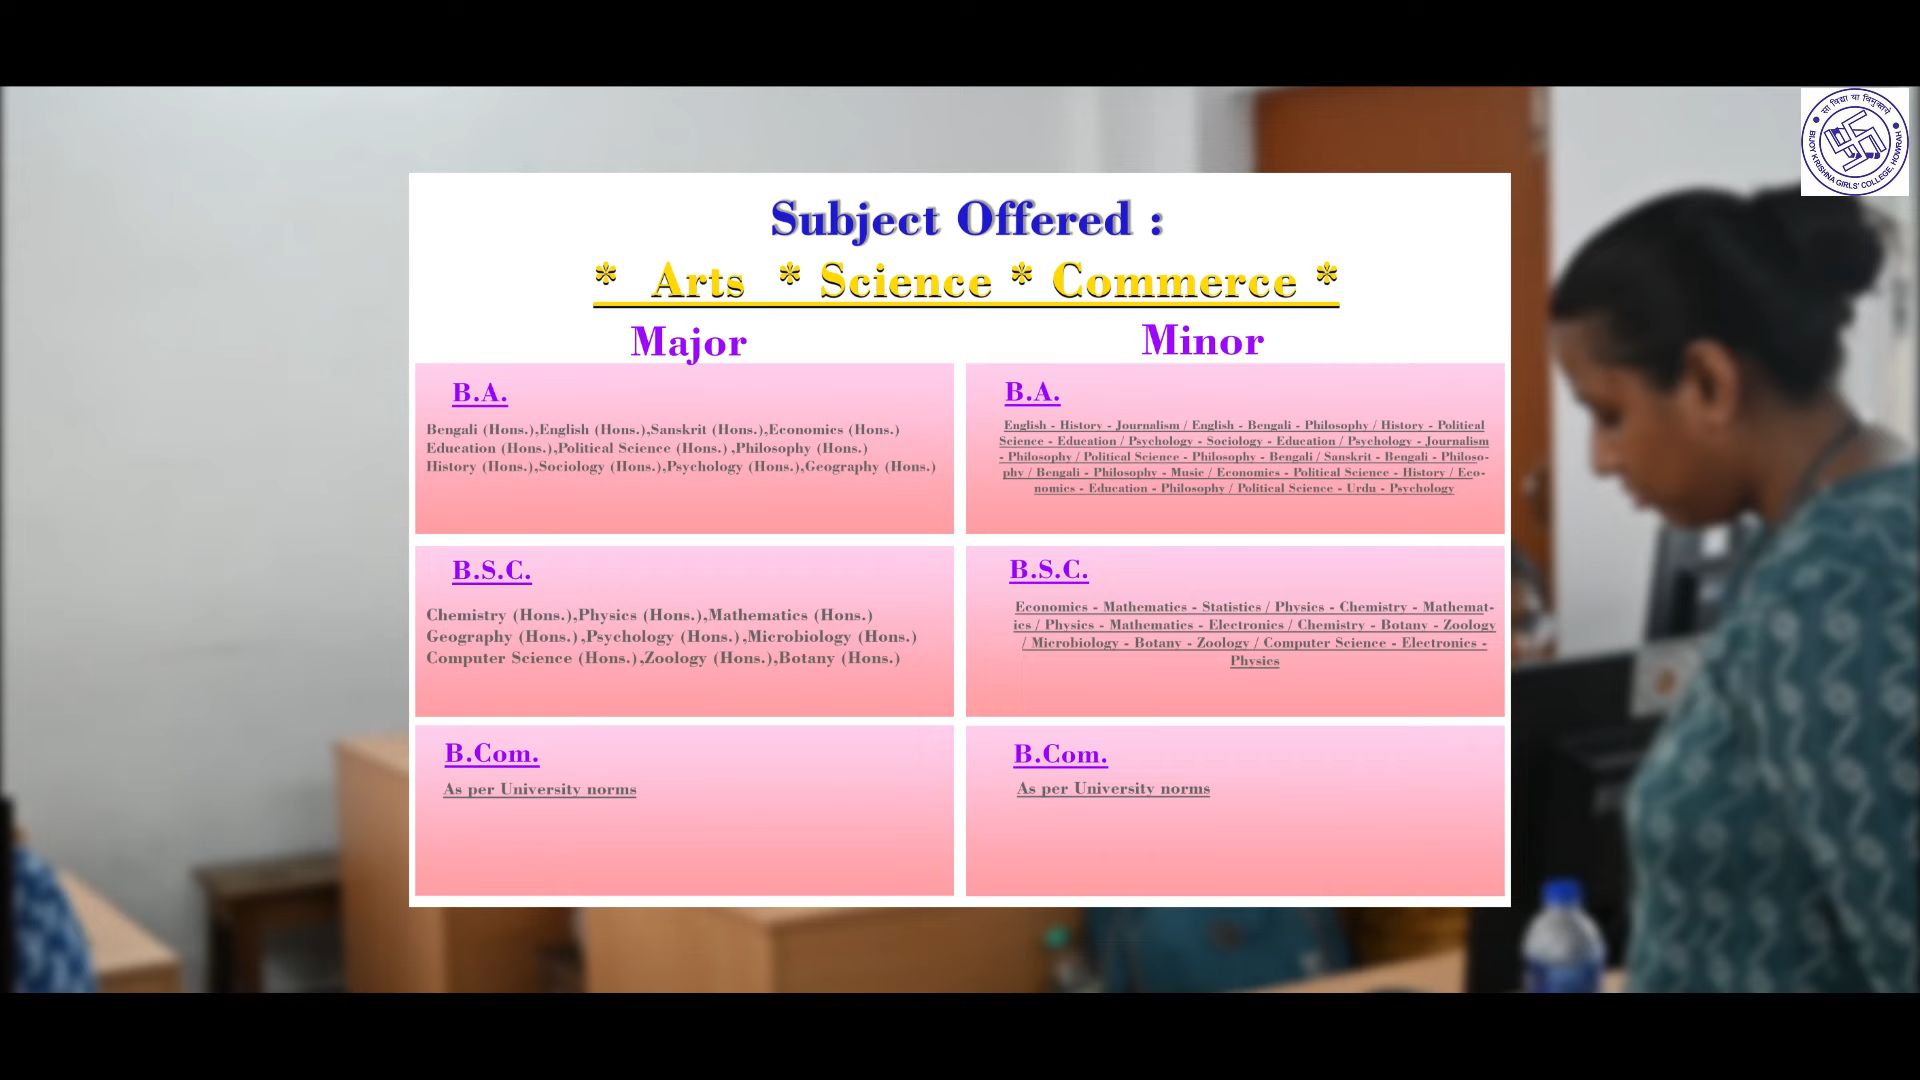 सा विद्या या विमुक्तये
BIJOY KRISHNA GIRLS' COLLEGE, HOWRAH
Subject Offered :
* Arts * Science * Commerce *
Major
Minor
B.A.
Bengali (Hons.),English (Hons.),Sanskrit (Hons.),Economics (Hons.)
Education (Hons.),Political Science (Hons.) ,Philosophy (Hons.)
History (Hons.),Sociology (Hons.),Psychology (Hons.),Geography (Hons.)
B.A.
English - History - Journalism / English - Bengali - Philosophy / History - Political
Science - Education / Psychology - Sociology - Education / Psychology - Journalism
- Philosophy / Political Science - Philosophy - Bengali / Sanskrit - Bengali - Philoso-
phy / Bengali - Philosophy - Music / Economics - Political Science - History / Eco-
nomics - Education - Philosophy / Political Science - Urdu - Psychology
B.S.C.
Chemistry (Hons.),Physics (Hons.),Mathematics (Hons.)
Geography (Hons.),Psychology (Hons.),Microbiology (Hons.)
Computer Science (Hons.),Zoology (Hons.),Botany (Hons.)
B.S.C.
Economics - Mathematics - Statistics / Physics - Chemistry - Mathemat-
ics / Physics - Mathematics - Electronics / Chemistry - Botany - Zoology
/ Microbiology - Botany - Zoology / Computer Science - Electronics -
Physics
B.Com.
As per University norms
B.Com.
As per University norms